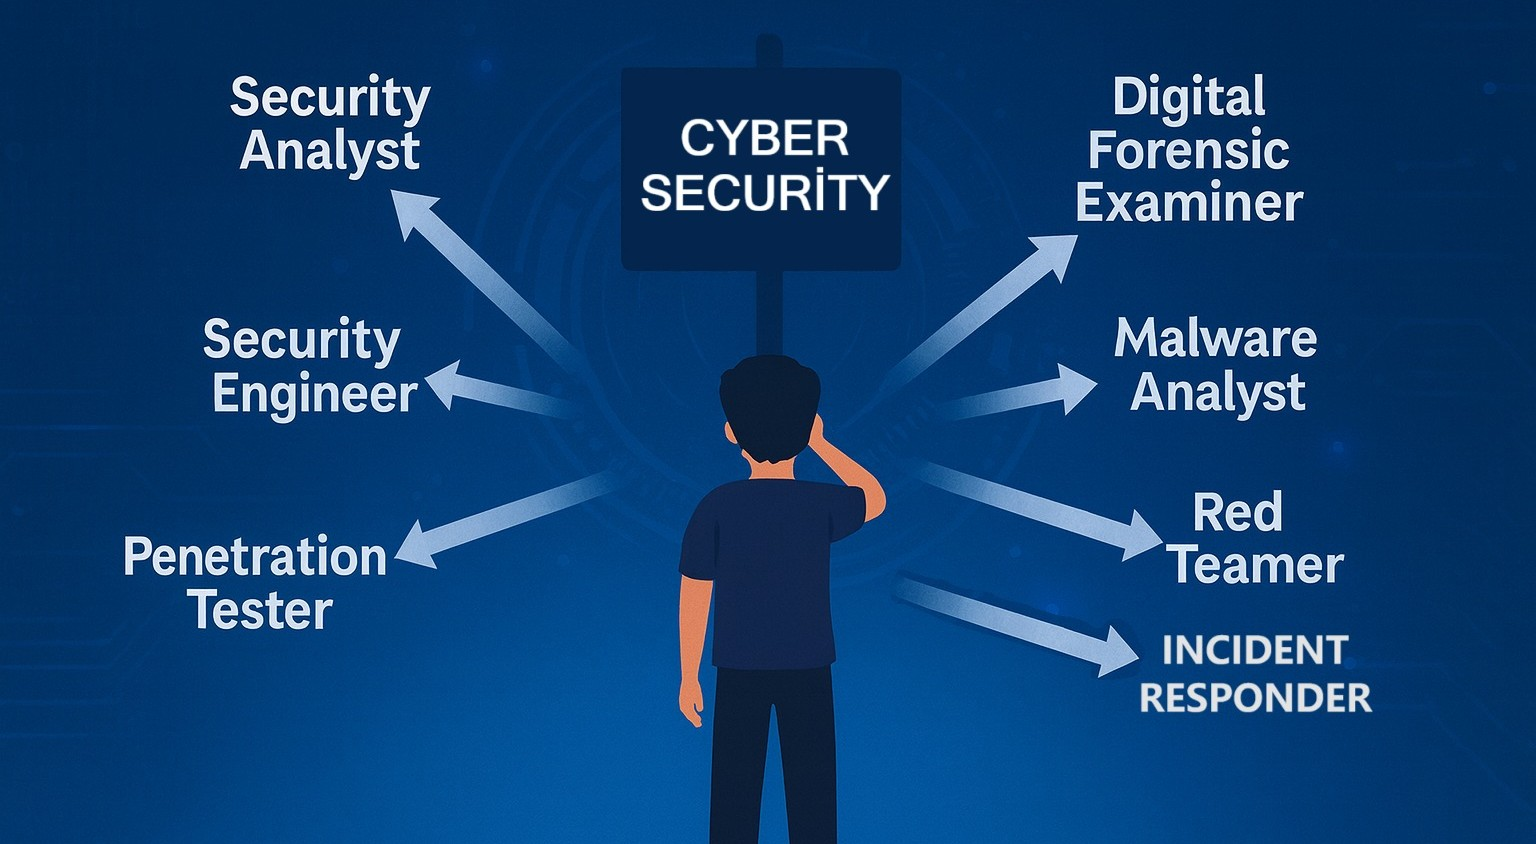 Security
Analyst
CYBER
SECURİTY
Digital
Forensic
Examiner
Security
Engineer
Malware
Analyst
Penetration
Tester
Red
Teamer
INCIDENT
RESPONDER